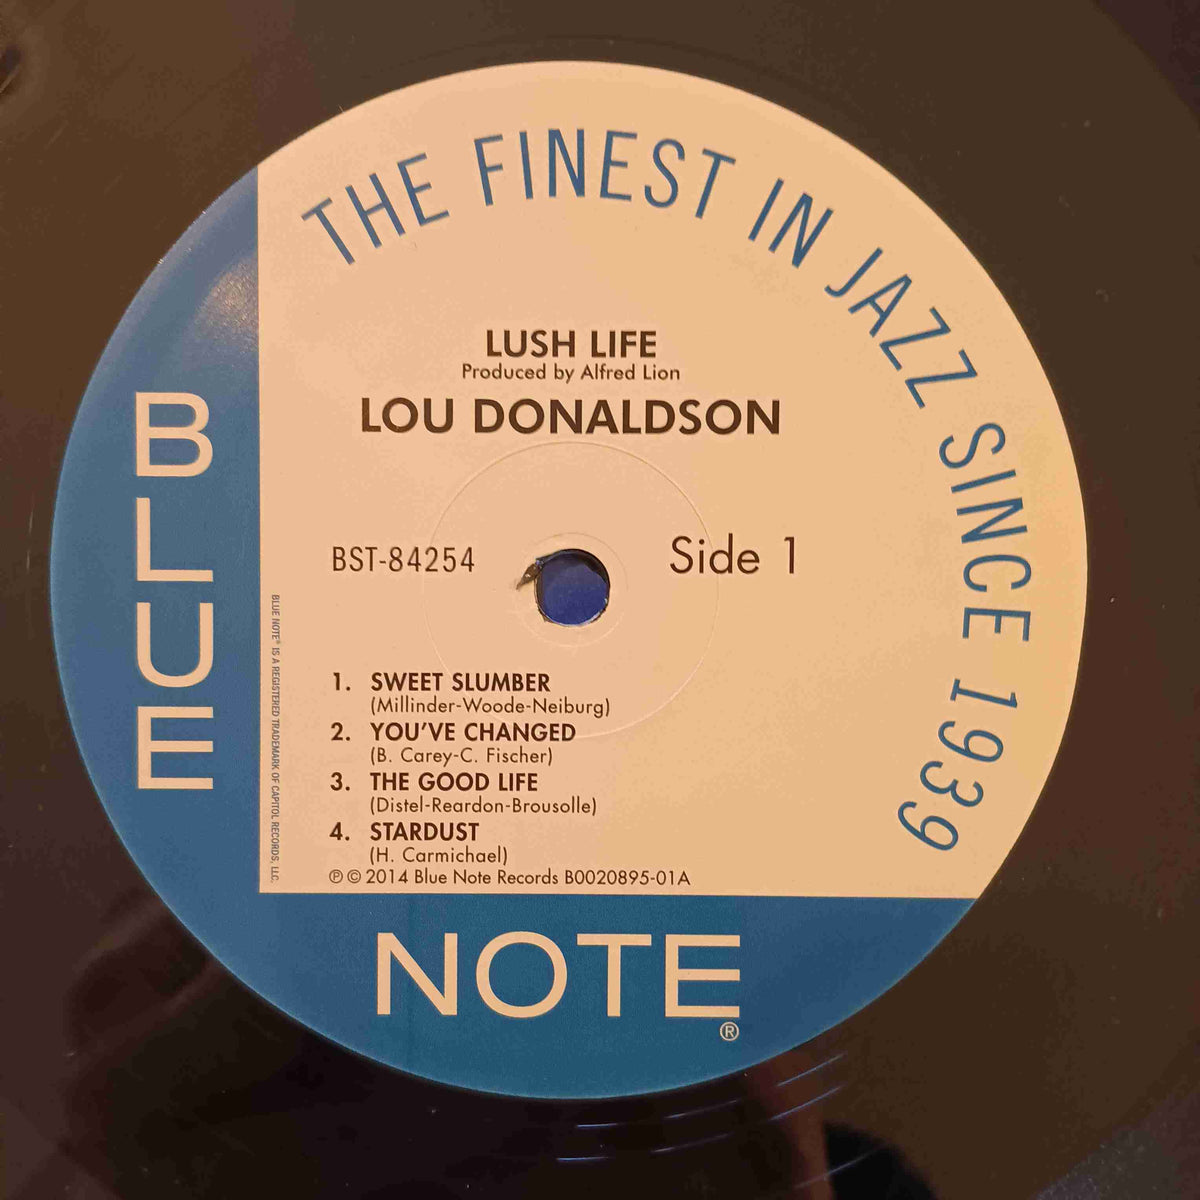 THE FINEST IN JAZZ SINCE 1939
LUSH LIFE
Produced by Alfred Lion
LOU DONALDSON
BST-84254
Side 1
1. SWEET SLUMBER
(Millinder-Woode-Neiburg)
2. YOU'VE CHANGED
(B. Carey-C. Fischer)
3. THE GOOD LIFE
(Distel-Reardon-Brousolle)
4. STARDUST
(H. Carmichael)
℗ © 2014 Blue Note Records B0020895-01A
BLUE NOTE® IS A REGISTERED TRADEMARK OF CAPITOL RECORDS, LLC.
BLUE
NOTE®